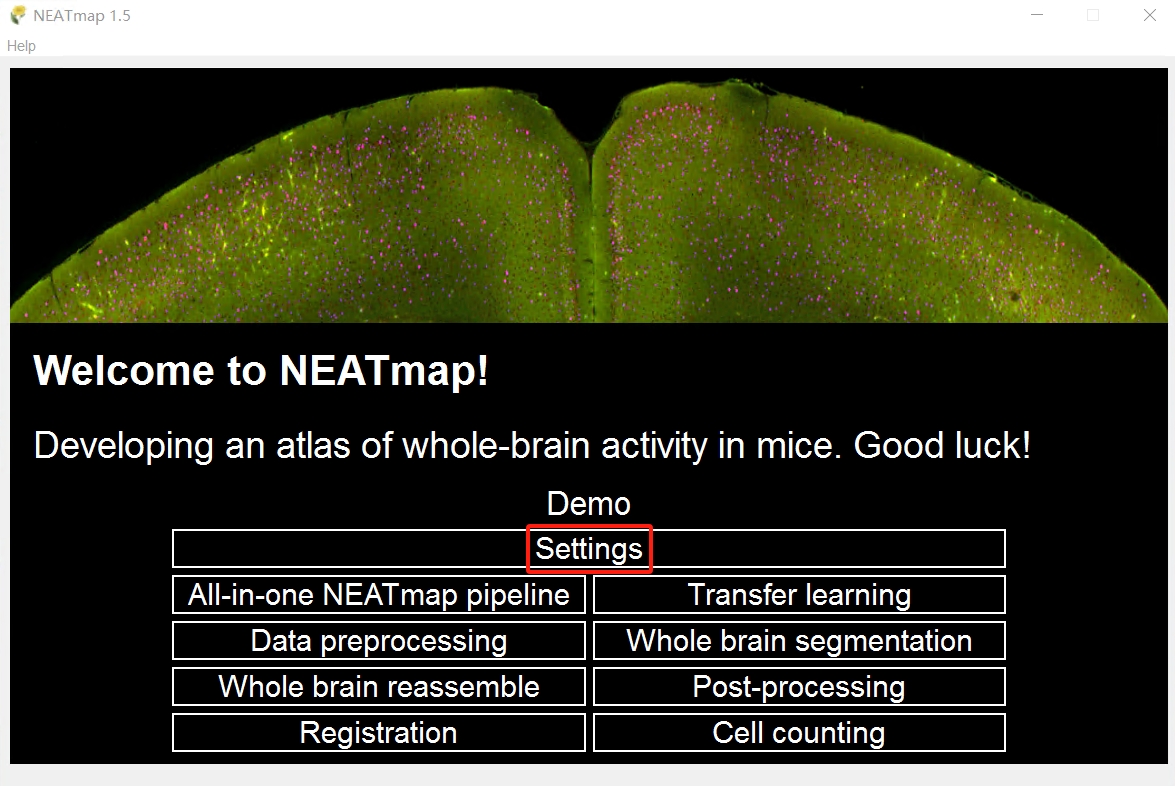 NEATmap 1.5
Help
Welcome to NEATmap!
Developing an atlas of whole-brain activity in mice. Good luck!
Demo
Settings
All-in-one NEATmap pipeline
Transfer learning
Data preprocessing
Whole brain segmentation
Whole brain reassemble
Post-processing
Registration
Cell counting